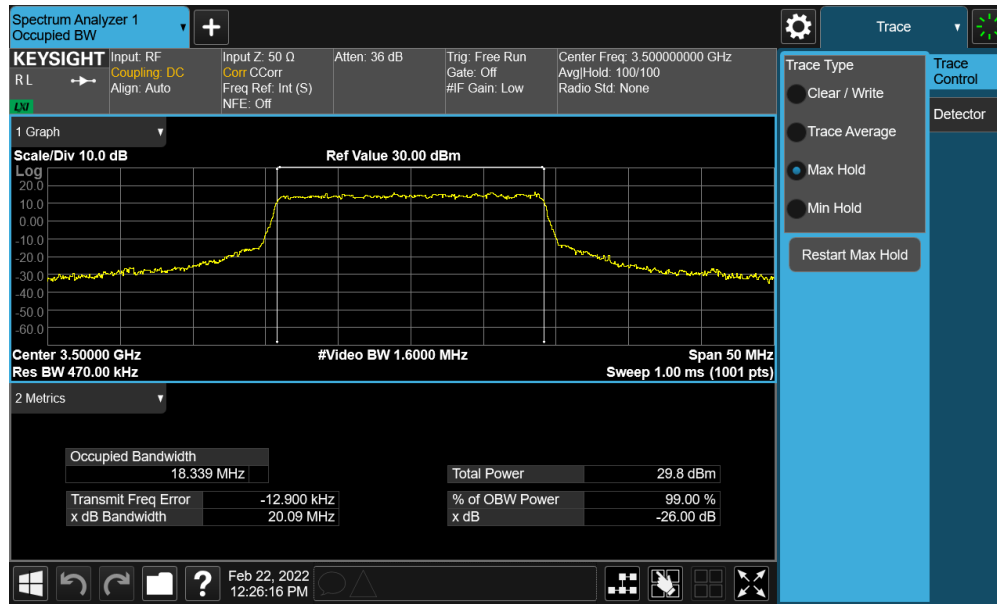 Spectrum Analyzer 1
Occupied BW
+
Trace
KEYSIGHT
R L
LXI
Input: RF
Coupling: DC
Align: Auto
Input Z: 50 Ω
Corr CCorr
Freq Ref: Int (S)
NFE: Off
Atten: 36 dB
Trig: Free Run
Gate: Off
#IF Gain: Low
Center Freq: 3.500000000 GHz
Avg|Hold: 100/100
Radio Std: None
Trace Type
Clear / Write
Trace Average
Max Hold
Min Hold
Restart Max Hold
Trace
Control
Detector
1 Graph
Scale/Div 10.0 dB
Ref Value 30.00 dBm
Log
20.0
10.0
0.00
-10.0
-20.0
-30.0
-40.0
-50.0
-60.0
Center 3.50000 GHz
#Video BW 1.6000 MHz
Span 50 MHz
Res BW 470.00 kHz
Sweep 1.00 ms (1001 pts)
2 Metrics
Occupied Bandwidth
18.339 MHz
Total Power 29.8 dBm
Transmit Freq Error -12.900 kHz
% of OBW Power 99.00 %
x dB Bandwidth 20.09 MHz
x dB -26.00 dB
?
Feb 22, 2022
12:26:16 PM